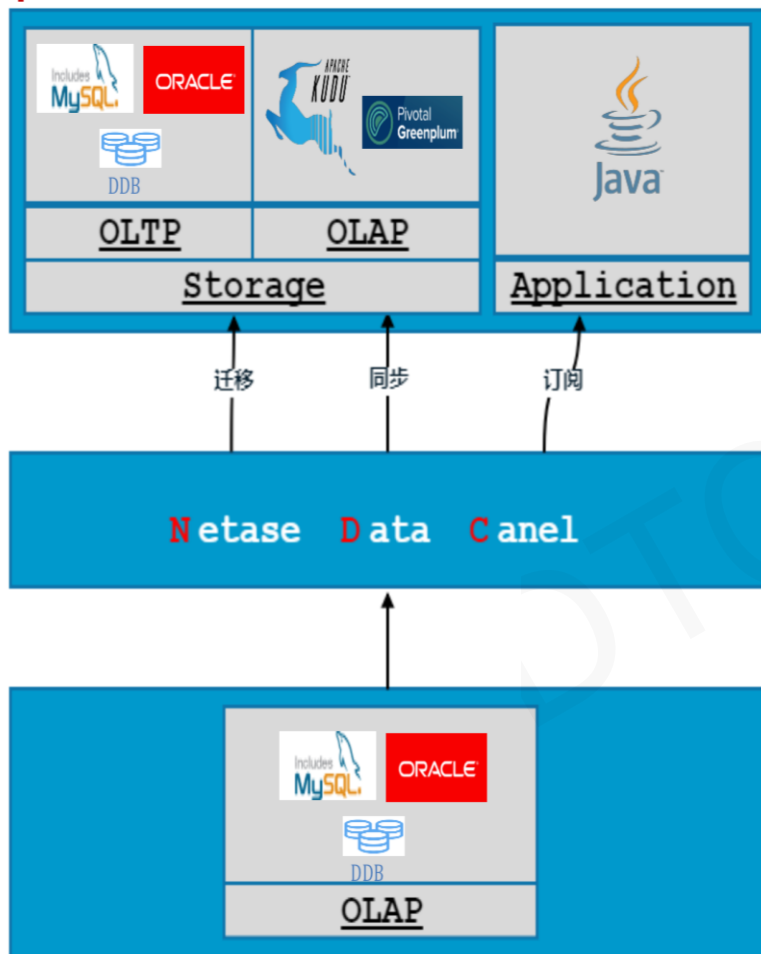 Includes
MySQL.
ORACLE
DDB
APACHE
KUDU
Pivotal
Greenplum
Java
OLTP
OLAP
Storage
Application
迁移
同步
订阅
Netase Data Canel
Includes
MySQL.
ORACLE
DDB
OLAP